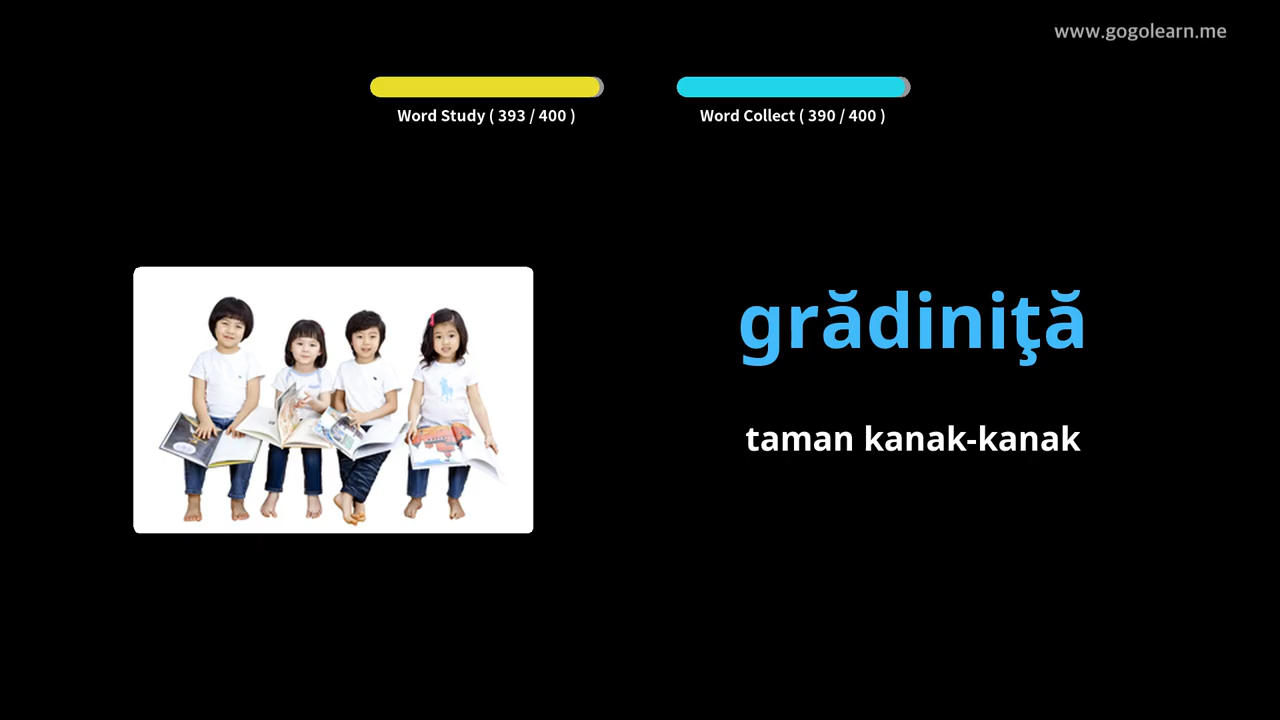 www.gogolearn.me
Word Study ( 393 / 400 )
Word Collect ( 390 / 400 )
grădiniţă
taman kanak-kanak